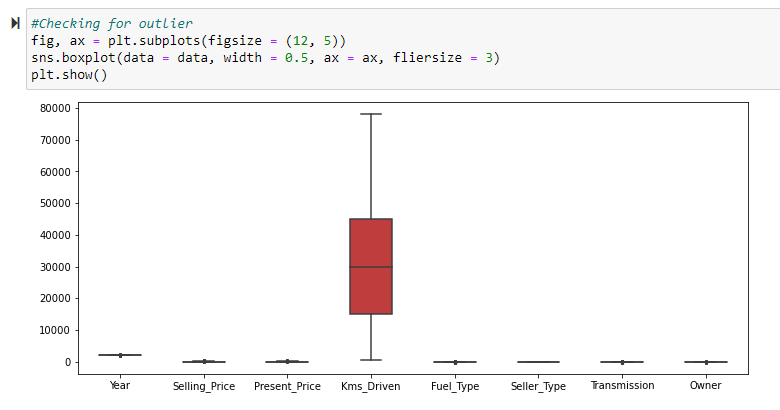 #Checking for outlier
fig, ax = plt.subplots(figsize = (12, 5))
sns.boxplot(data = data, width = 0.5, ax = ax, fliersize = 3)
plt.show()
80000
70000
60000
50000
40000
30000
20000
10000
0
Year Selling_Price Present_Price Kms_Driven Fuel_Type Seller_Type Transmission Owner